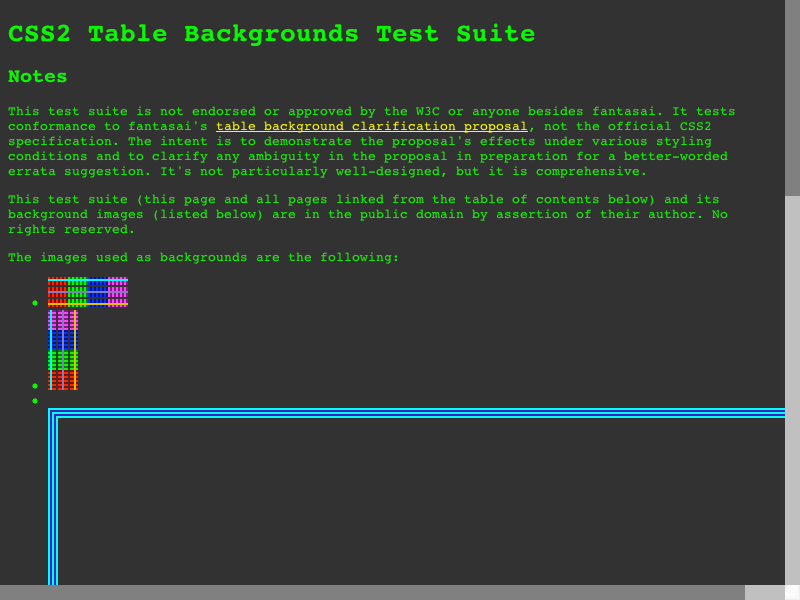 CSS2 Table Backgrounds Test Suite
Notes
This test suite is not endorsed or approved by the W3C or anyone besides fantasai. It tests
conformance to fantasai's table background clarification proposal, not the official CSS2
specification. The intent is to demonstrate the proposal's effects under various styling
conditions and to clarify any ambiguity in the proposal in preparation for a better-worded
errata suggestion. It's not particularly well-designed, but it is comprehensive.
This test suite (this page and all pages linked from the table of contents below) and its
background images (listed below) are in the public domain by assertion of their author. No
rights reserved.
The images used as backgrounds are the following: